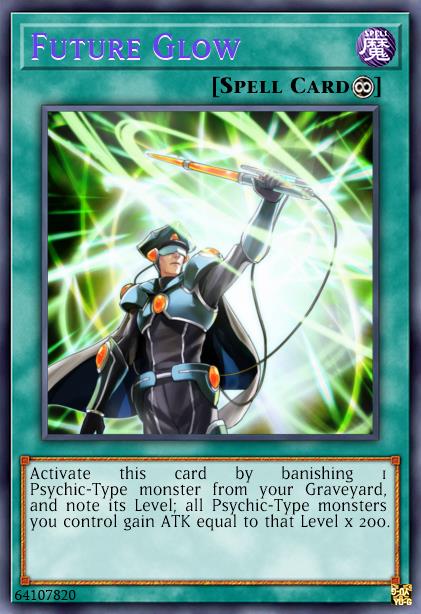 Future Glow
SPELL
魔
[Spell Card]
Activate this card by banishing 1
Psychic-Type monster from your Graveyard,
and note its Level; all Psychic-Type monsters
you control gain ATK equal to that Level x 200.
64107820